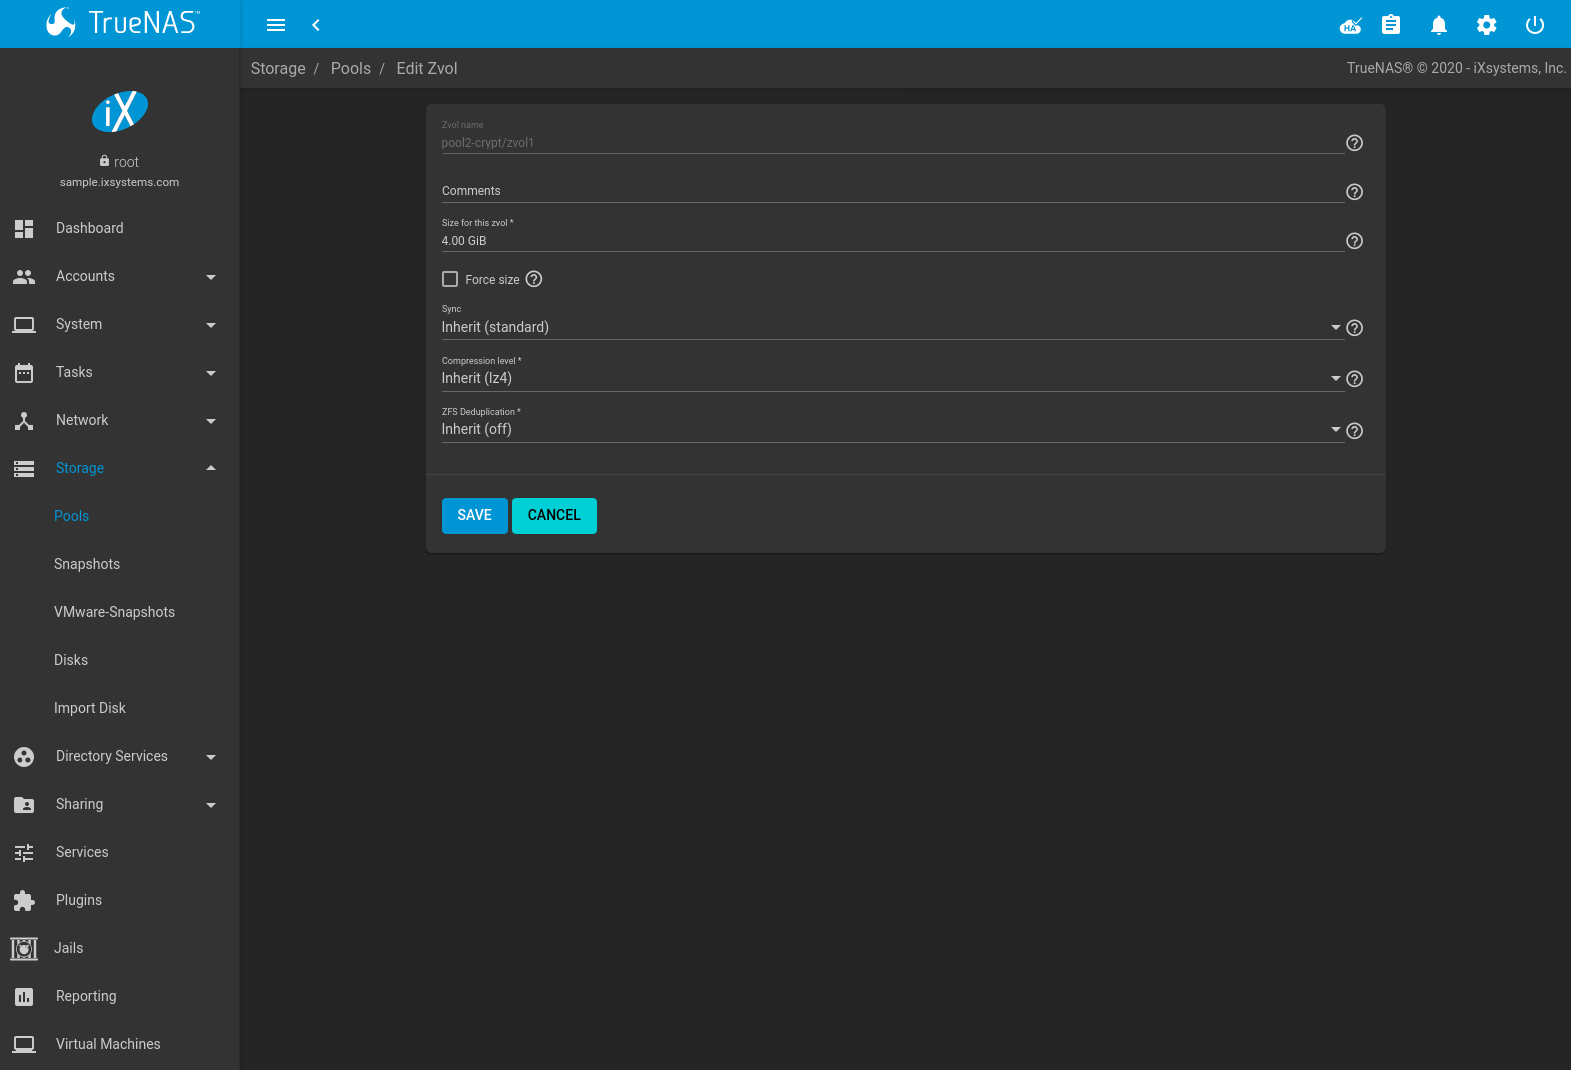 TrueNAS™
HA
Storage / Pools / Edit Zvol
TrueNAS® © 2020 - iXsystems, Inc.
iX
root
sample.ixsystems.com
Dashboard
Accounts
System
Tasks
Network
Storage
Pools
Snapshots
VMware-Snapshots
Disks
Import Disk
Directory Services
Sharing
Services
Plugins
Jails
Reporting
Virtual Machines
Zvol name
pool2-crypt/zvol1
Comments
Size for this zvol *
4.00 GiB
Force size
Sync
Inherit (standard)
Compression level *
Inherit (lz4)
ZFS Deduplication *
Inherit (off)
SAVE CANCEL